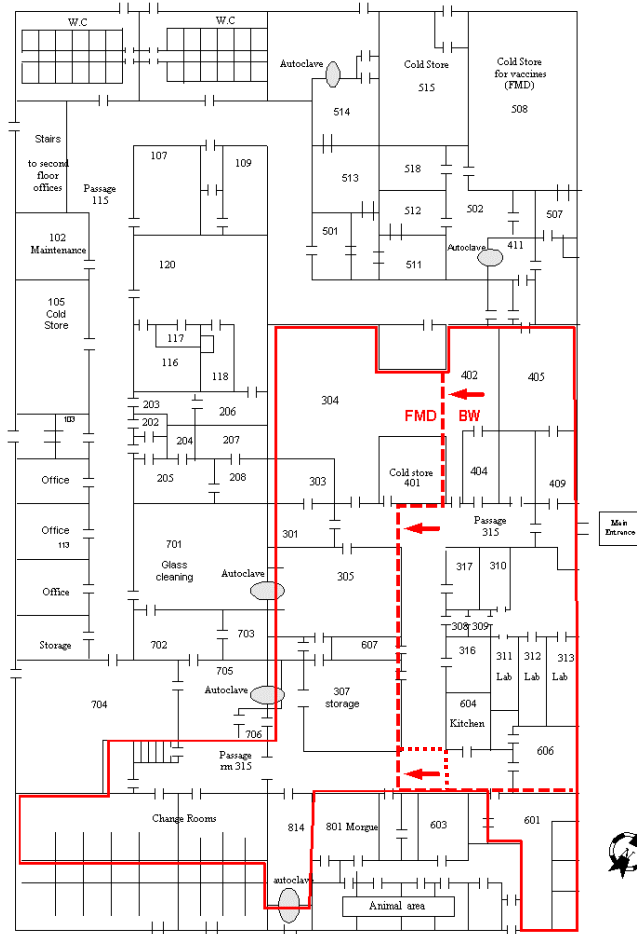 W.C
W.C
Autoclave
Cold Store
515
Cold Store
for vaccines
(FMD)
508
514
Stairs
to second
floor
offices
107
109
Passage
115
513
518
512
502
507
501
511
411
Autoclave
102
Maintenance
120
105
Cold
Store
117
116
118
402
405
304
FMD
BW
203
202
206
103
204
207
Office
205
208
303
Cold store
401
404
409
Office
113
701
Glass
cleaning
301
Passage
315
Main
Entrance
Autoclave
305
317
310
Office
308
309
Storage
702
703
607
316
311
Lab
312
Lab
313
Lab
705
Autoclave
704
307
storage
604
Kitchen
706
Passage
rm 315
606
Change Rooms
814
801 Morgue
603
601
autoclave
Animal area
N